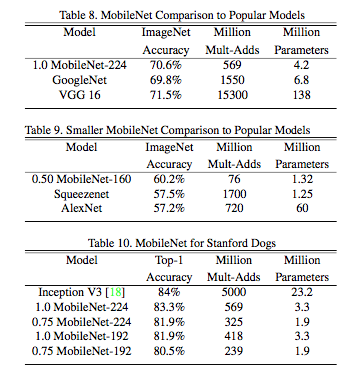 Table 8. MobileNet Comparison to Popular Models
Model ImageNet Million Million
Accuracy Mult-Adds Parameters
1.0 MobileNet-224 70.6% 569 4.2
GoogleNet 69.8% 1550 6.8
VGG 16 71.5% 15300 138
Table 9. Smaller MobileNet Comparison to Popular Models
Model ImageNet Million Million
Accuracy Mult-Adds Parameters
0.50 MobileNet-160 60.2% 76 1.32
Squeezenet 57.5% 1700 1.25
AlexNet 57.2% 720 60
Table 10. MobileNet for Stanford Dogs
Model Top-1 Million Million
Accuracy Mult-Adds Parameters
Inception V3 [18] 84% 5000 23.2
1.0 MobileNet-224 83.3% 569 3.3
0.75 MobileNet-224 81.9% 325 1.9
1.0 MobileNet-192 81.9% 418 3.3
0.75 MobileNet-192 80.5% 239 1.9